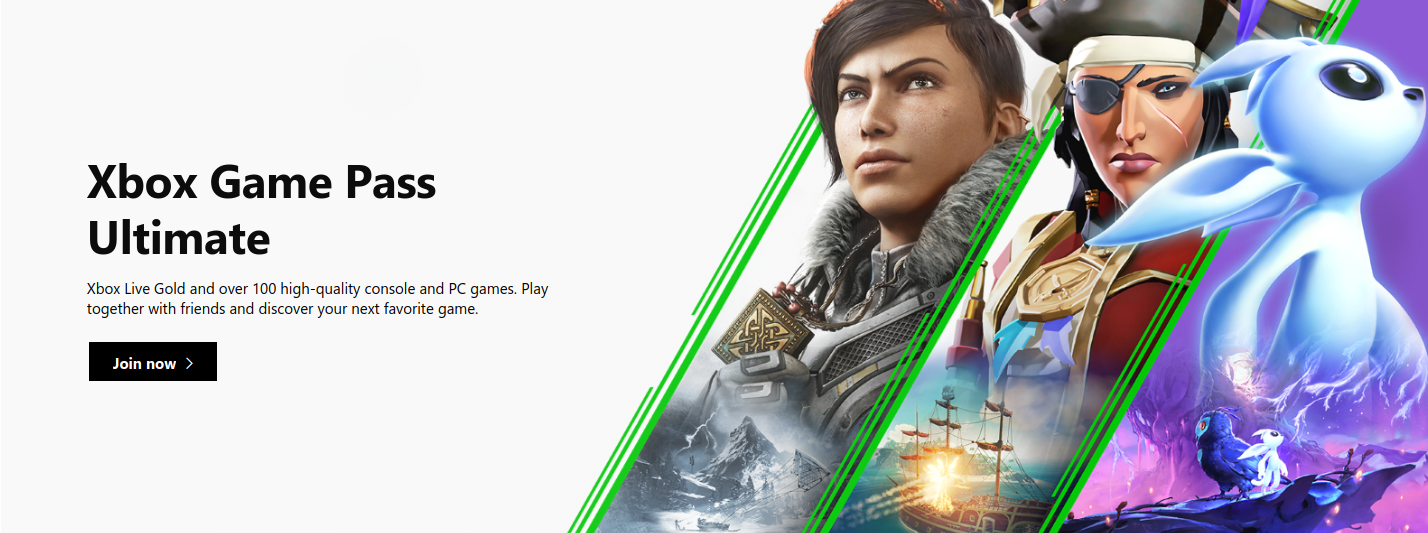 Xbox Game Pass
Ultimate
Xbox Live Gold and over 100 high-quality console and PC games. Play
together with friends and discover your next favorite game.
Join now